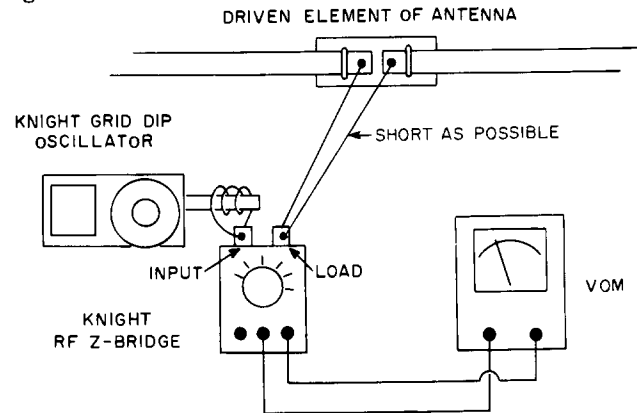 DRIVEN ELEMENT OF ANTENNA
KNIGHT GRID DIP
OSCILLATOR
SHORT AS POSSIBLE
INPUT
LOAD
VOM
KNIGHT
RF Z-BRIDGE